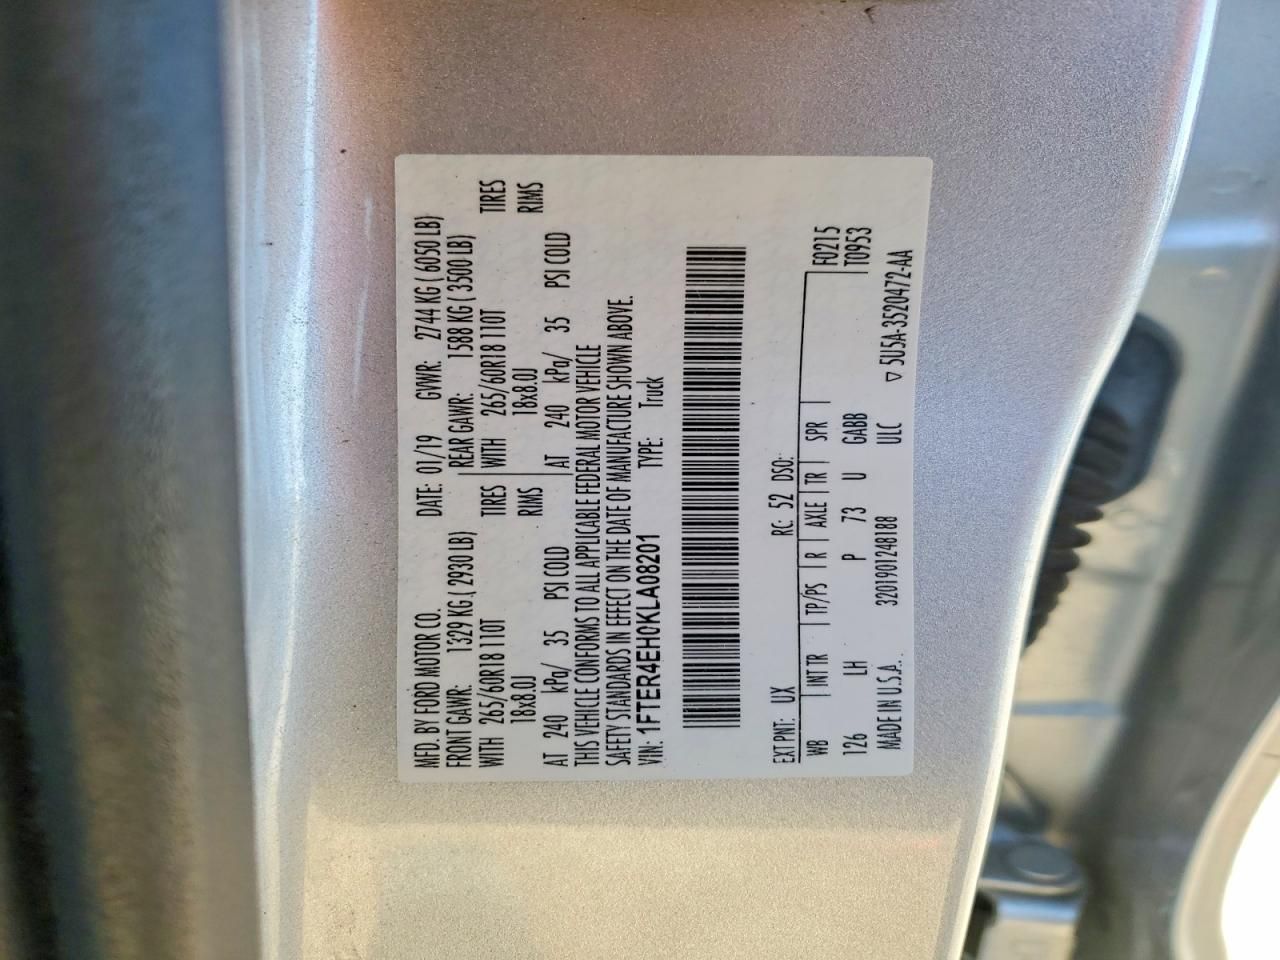 MFD. BY FORD MOTOR CO. DATE: 01/19 GVWR: 2744 KG ( 6050 LB)
FRONT GAWR: 1329 KG ( 2930 LB) REAR GAWR: 1588 KG ( 3500 LB)
WITH 265/60R18 110T TIRES WITH 265/60R18 110T TIRES
18x8.0J RIMS 18x8.0J RIMS
AT 240 kPa/ 35 PSI COLD AT 240 kPa/ 35 PSI COLD
THIS VEHICLE CONFORMS TO ALL APPLICABLE FEDERAL MOTOR VEHICLE
SAFETY STANDARDS IN EFFECT ON THE DATE OF MANUFACTURE SHOWN ABOVE.
VIN: 1FTER4EH0KLA08201 TYPE: Truck
EXT PNT: UX RC: 52 DSO:
WB INT TR TP/PS R AXLE TR SPR F0215
126 LH P 73 U GABB T0953
MADE IN U.S.A. 3201901248188 ULC ▽ 5U5A-3520472-AA